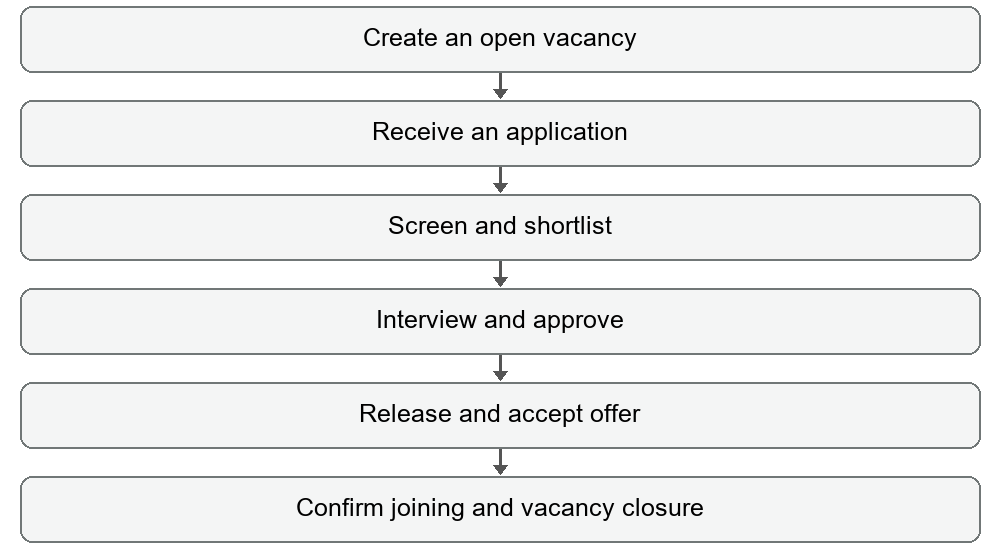 Create an open vacancy
Receive an application
Screen and shortlist
Interview and approve
Release and accept offer
Confirm joining and vacancy closure